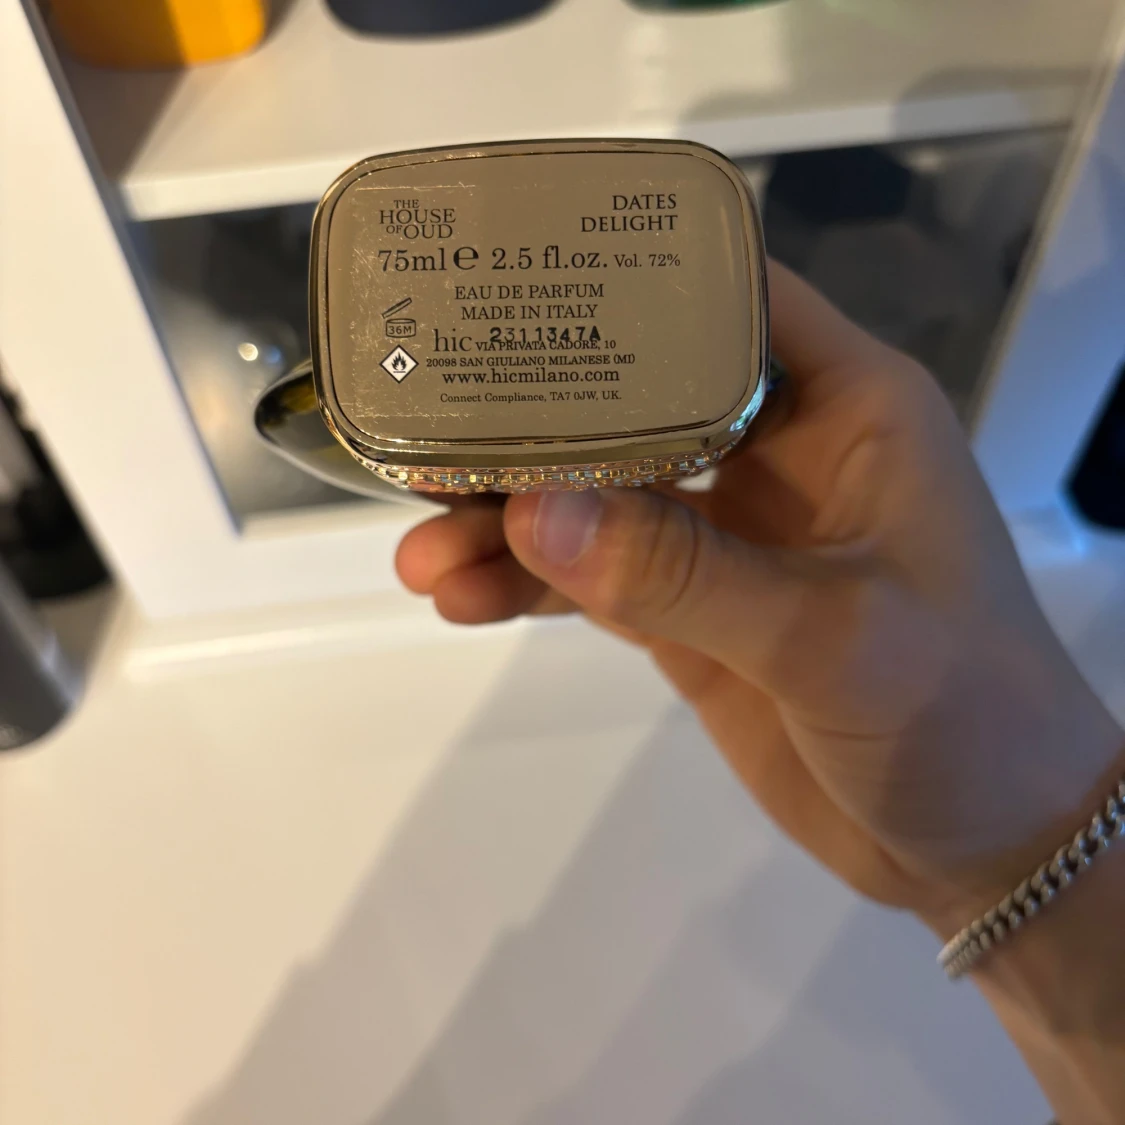 THE
HOUSE
OF OUD
DATES
DELIGHT
75ml ℮ 2.5 fl.oz. Vol. 72%
EAU DE PARFUM
MADE IN ITALY
36M
2311347A
hic VIA PRIVATA CADORE, 10
20098 SAN GIULIANO MILANESE (MI)
www.hicmilano.com
Connect Compliance, TA7 0JW, UK.